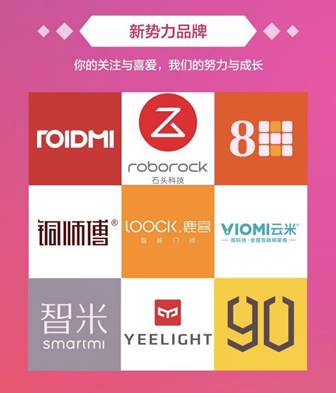 新势力品牌
你的关注与喜爱，我们的努力与成长
ROIDMI
roborock
石头科技
8H
铜师傅®
LOOCK.鹿客
智能门锁
VIOMI云米
高科技·全屋互联网家电
智米
smartmi
YEELIGHT
90